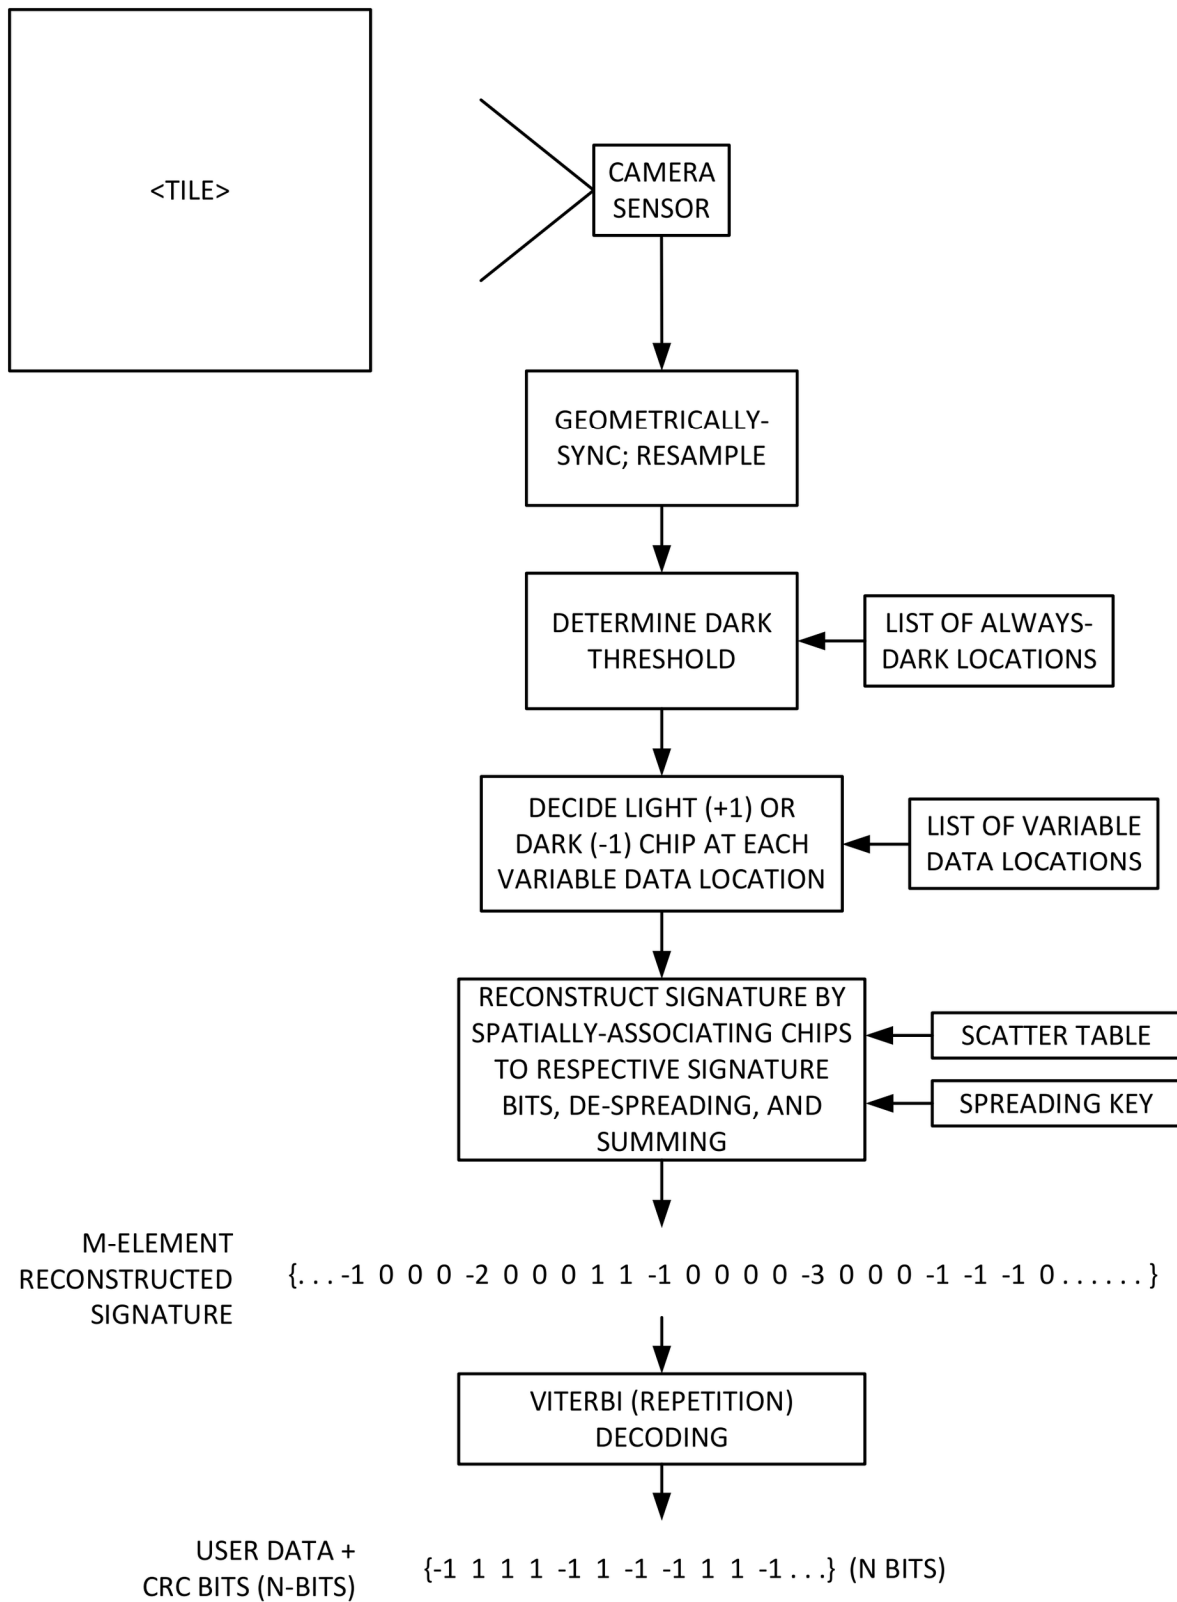 <TILE>
CAMERA
SENSOR
GEOMETRICALLY-
SYNC; RESAMPLE
DETERMINE DARK
THRESHOLD
LIST OF ALWAYS-
DARK LOCATIONS
DECIDE LIGHT (+1) OR
DARK (-1) CHIP AT EACH
VARIABLE DATA LOCATION
LIST OF VARIABLE
DATA LOCATIONS
RECONSTRUCT SIGNATURE BY
SPATIALLY-ASSOCIATING CHIPS
TO RESPECTIVE SIGNATURE
BITS, DE-SPREADING, AND
SUMMING
SCATTER TABLE
SPREADING KEY
M-ELEMENT
RECONSTRUCTED
SIGNATURE
{. . . -1 0 0 0 -2 0 0 0 1 1 -1 0 0 0 0 -3 0 0 0 -1 -1 -1 0 . . . . . . }
VITERBI (REPETITION)
DECODING
USER DATA +
CRC BITS (N-BITS)
{-1 1 1 1 -1 1 -1 -1 1 1 -1 . . .} (N BITS)